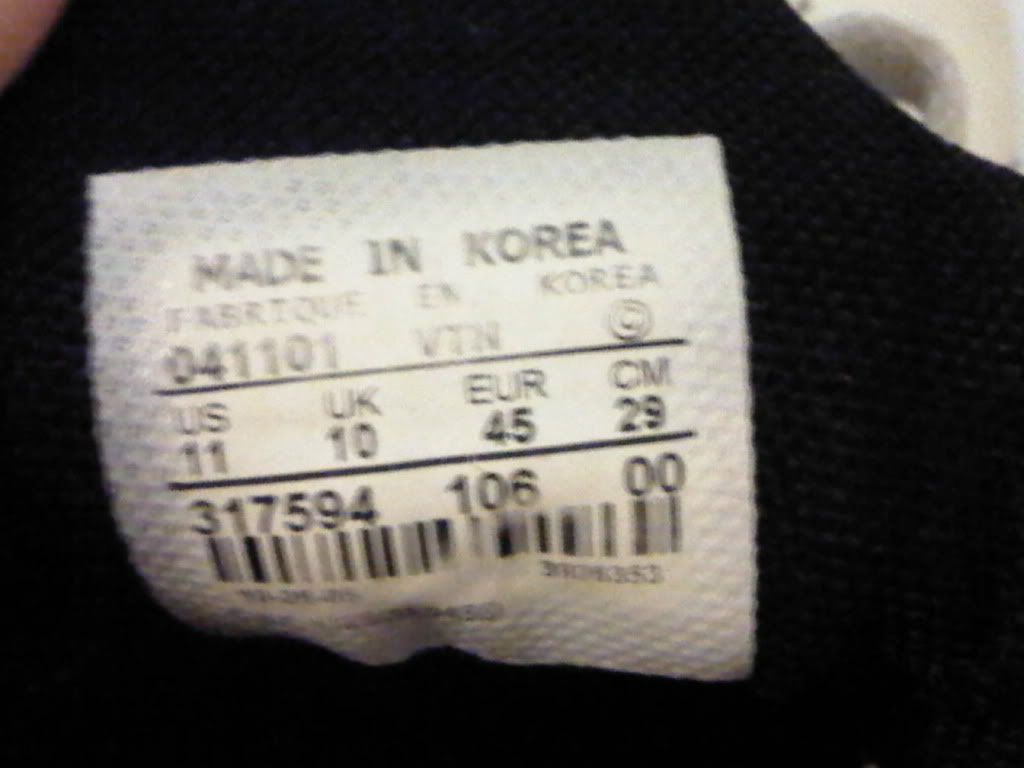 MADE IN KOREA
FABRIQUE EN KOREA
041101 VTN ©
US UK EUR CM
11 10 45 29
317594 106 00